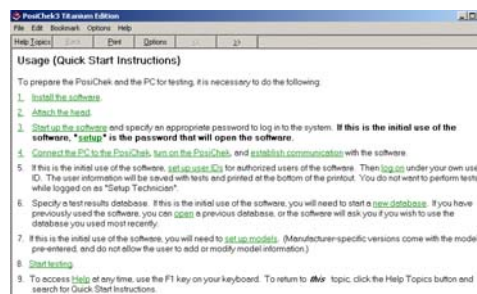 PosiChek3 Titanium Edition
File Edit Bookmark Options Help
Help Topics Back Print Options << >>
Usage (Quick Start Instructions)
To prepare the PosiChek and the PC for testing, it is necessary to do the following:
1. Install the software.
2. Attach the head.
3. Start up the software and specify an appropriate password to log in to the system. If this is the initial use of the
software, "setup" is the password that will open the software.
4. Connect the PC to the PosiChek, turn on the PosiChek, and establish communication with the software.
5. If this is the initial use of the software, set up user IDs for authorized users of the software. Then log on under your own use
ID. The user information will be saved with tests and printed at the bottom of the printout. You do not want to perform tests
while logged on as "Setup Technician".
6. Specify a test results database. If this is the initial use of the software, you will need to start a new database. If you have
previously used the software, you can open a previous database, or the software will ask you if you wish to use the
database you used most recently.
7. If this is the initial use of the software, you will need to set up models. (Manufacturer-specific versions come with the mode
pre-entered, and do not allow the user to add or modify model information.)
8. Start testing.
9. To access Help at any time, use the F1 key on your keyboard. To return to this topic, click the Help Topics button and
search for Quick Start Instructions.